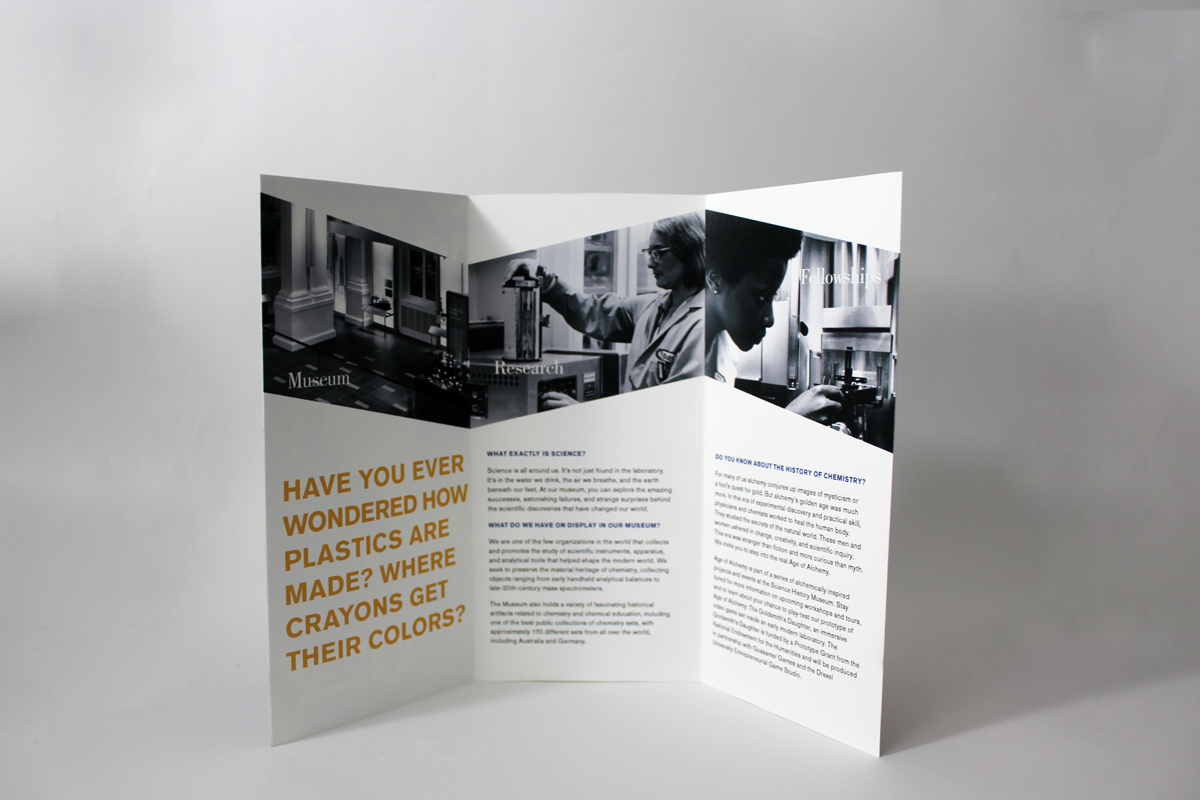 Museum
Research
Fellowships
HAVE YOU EVER
WONDERED HOW
PLASTICS ARE
MADE? WHERE
CRAYONS GET
THEIR COLORS?
WHAT EXACTLY IS SCIENCE?
Science is all around us. It's not just found in the laboratory.
It's in the water we drink, the air we breathe, and the earth
beneath our feet. At our museum, you can explore the amazing
successes, astonishing failures, and strange surprises behind
the scientific discoveries that have changed our world.
WHAT DO WE HAVE ON DISPLAY IN OUR MUSEUM?
We are one of the few organizations in the world that collects
and promotes the study of scientific instruments, apparatus,
and analytical tools that helped shape the modern world. We
seek to preserve the material heritage of chemistry, collecting
objects ranging from early handheld analytical balances to
late-20th-century mass spectrometers.
The Museum also holds a variety of fascinating historical
artifacts related to chemistry and chemical education, including
one of the best public collections of chemistry sets, with
approximately 170 different sets from all over the world,
including Australia and Germany.
DO YOU KNOW ABOUT THE HISTORY OF CHEMISTRY?
For many of us alchemy conjures up images of mysticism or
a fool's quest for gold. But alchemy's golden age was much
more. In this era of experimental discovery and practical skill,
physicians and chemists worked to heal the human body.
They studied the secrets of the natural world. These men and
women ushered in change, creativity, and scientific inquiry.
This era was stranger than fiction and more curious than myth.
We invite you to step into the real Age of Alchemy.
Age of Alchemy is part of a series of alchemically inspired
projects and events at the Science History Museum. Stay
tuned for more information on upcoming workshops and tours,
and to learn about your chance to play-test our prototype of
Age of Alchemy: The Goldsmith's Daughter, an immersive
video game set inside an early modern laboratory. The
Goldsmith's Daughter is funded by a Prototype Grant from the
National Endowment for the Humanities and will be produced
in partnership with Gossamer Games and the Drexel
University Entrepreneurial Game Studio.